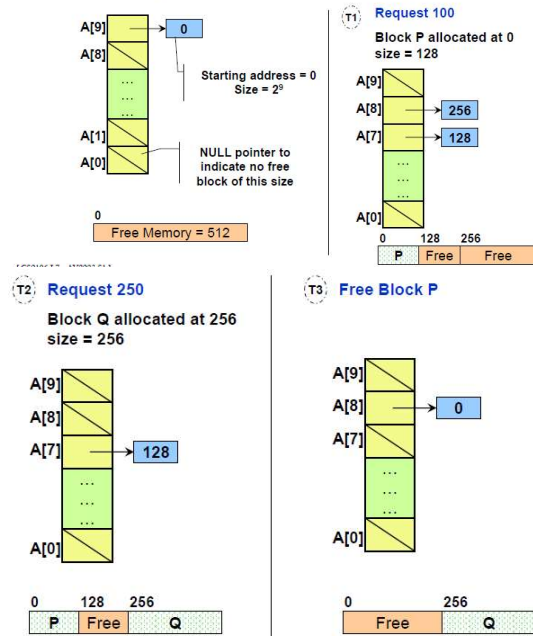 A[9]
0
A[8]
Starting address = 0
Size = 2⁹
...
...
...
A[1]
A[0]
NULL pointer to
indicate no free
block of this size
0
Free Memory = 512
T1 Request 100
Block P allocated at 0
size = 128
A[9]
A[8]
256
A[7]
128
...
...
...
A[0]
0 128 256
P Free Free
T2 Request 250
Block Q allocated at 256
size = 256
A[9]
A[8]
A[7]
128
...
...
...
A[0]
0 128 256
P Free Q
T3 Free Block P
A[9]
A[8]
0
A[7]
...
...
...
A[0]
0 256
Free Q